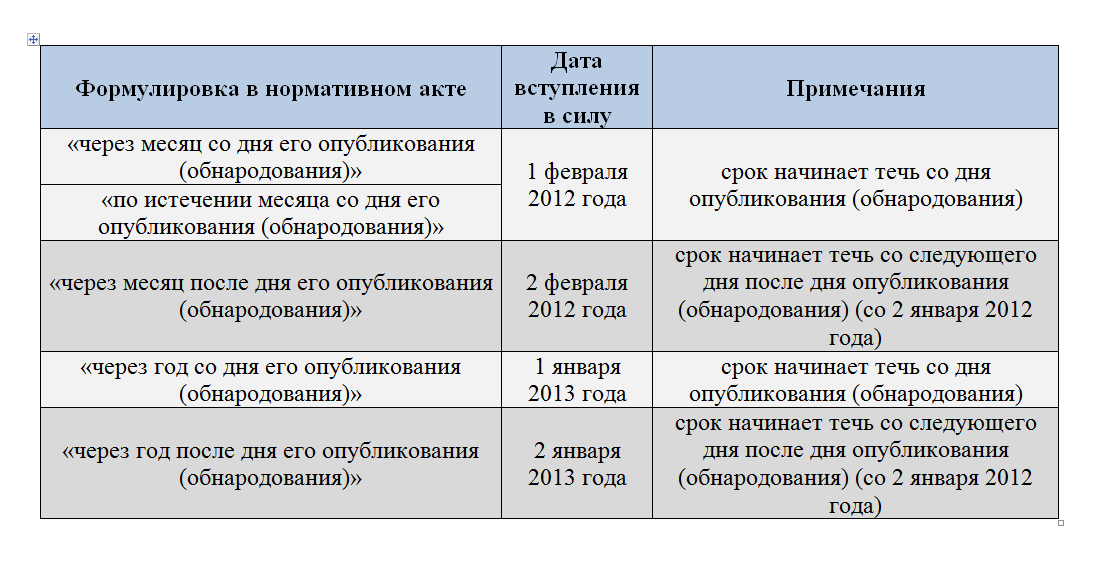 Формулировка в нормативном акте
Дата
вступления
в силу
Примечания
«через месяц со дня его опубликования
(обнародования)»
«по истечении месяца со дня его
опубликования (обнародования)»
1 февраля
2012 года
срок начинает течь со дня
опубликования (обнародования)
«через месяц после дня его опубликования
(обнародования)»
2 февраля
2012 года
срок начинает течь со следующего
дня после дня опубликования
(обнародования) (со 2 января 2012
года)
«через год со дня его опубликования
(обнародования)»
1 января
2013 года
срок начинает течь со дня
опубликования (обнародования)
«через год после дня его опубликования
(обнародования)»
2 января
2013 года
срок начинает течь со следующего
дня после дня опубликования
(обнародования) (со 2 января 2012
года)